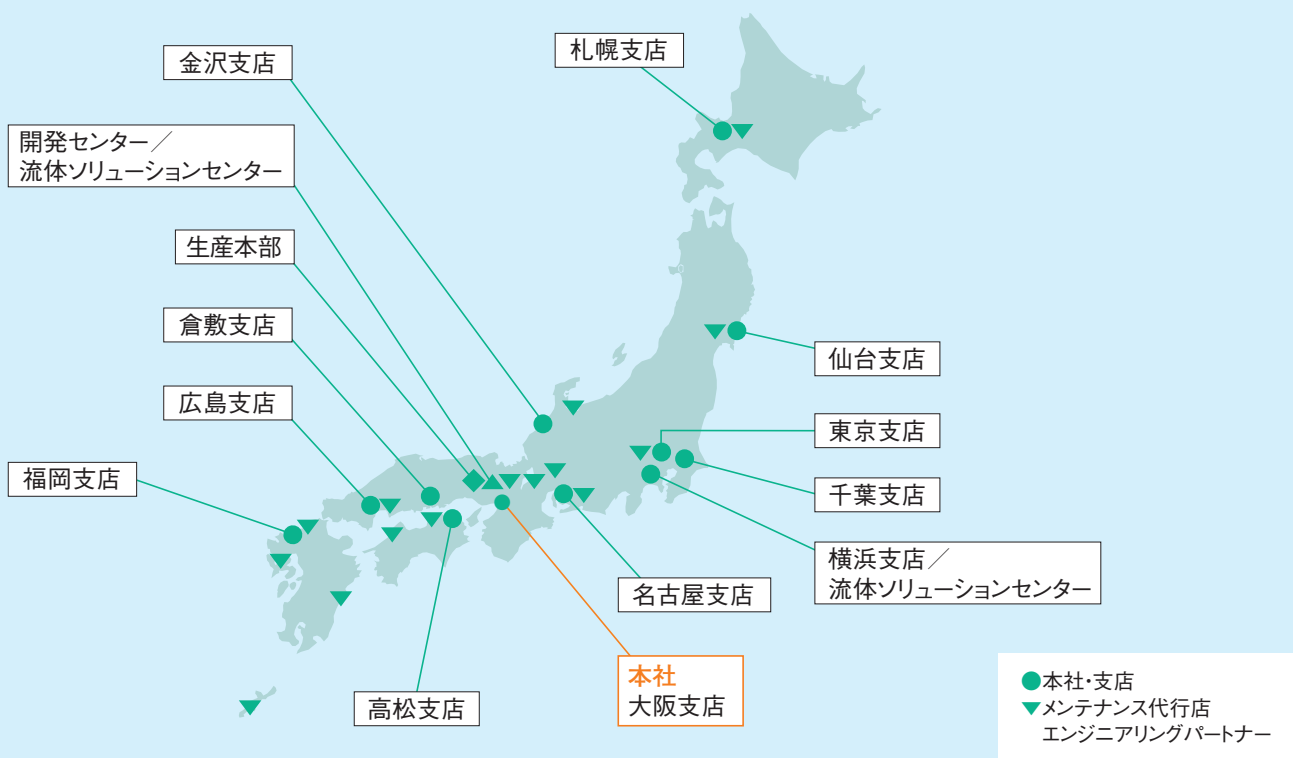 札幌支店
金沢支店
開発センター／
流体ソリューションセンター
生産本部
倉敷支店
広島支店
福岡支店
仙台支店
東京支店
千葉支店
横浜支店／
流体ソリューションセンター
名古屋支店
本社
大阪支店
高松支店
●本社・支店
▼メンテナンス代行店
エンジニアリングパートナー